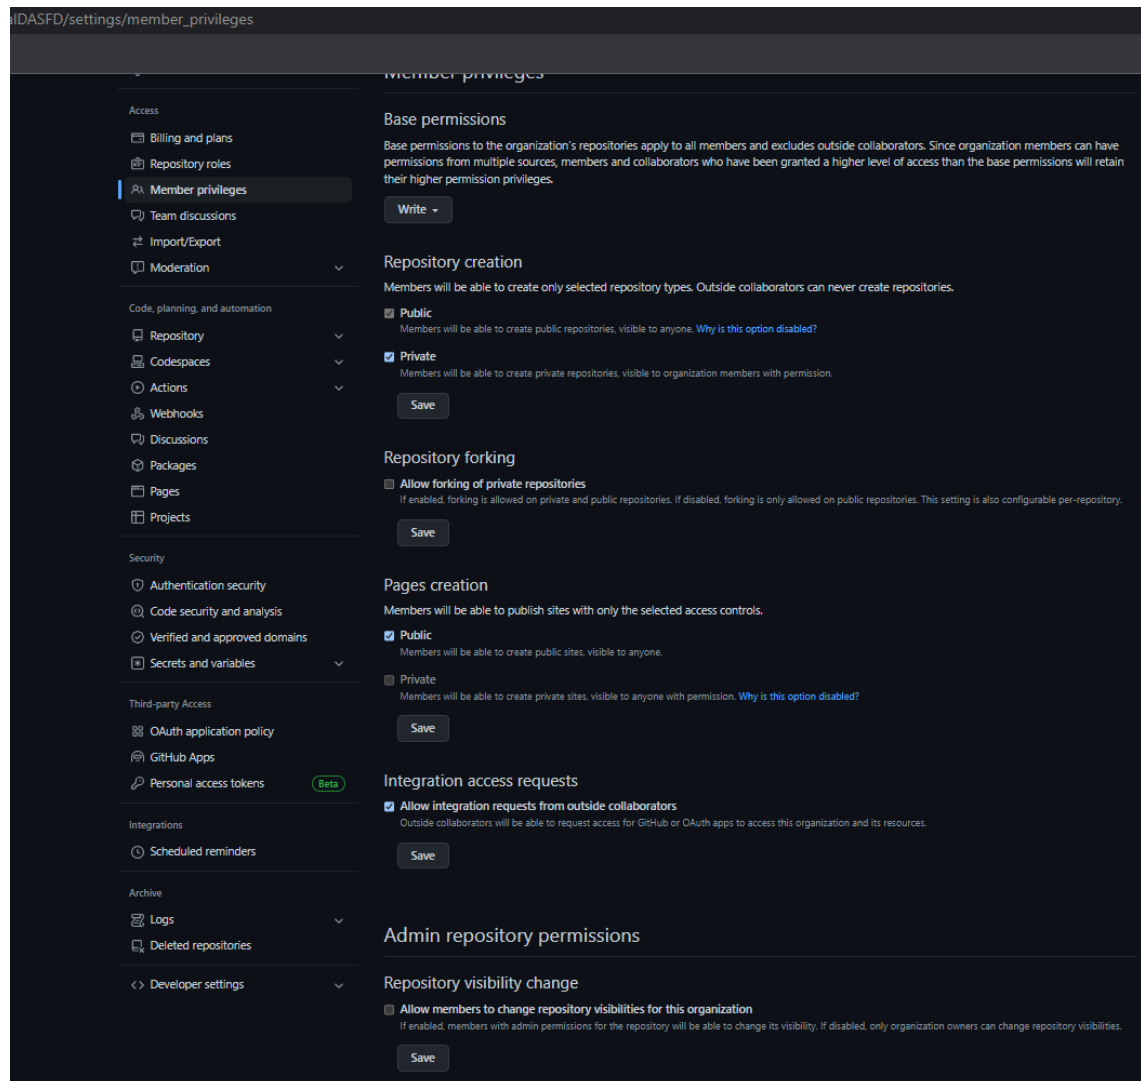 IDASFD/settings/member_privileges
Member privileges
Access
Billing and plans
Repository roles
Member privileges
Team discussions
Import/Export
Moderation
Code, planning, and automation
Repository
Codespaces
Actions
Webhooks
Discussions
Packages
Pages
Projects
Security
Authentication security
Code security and analysis
Verified and approved domains
Secrets and variables
Third-party Access
OAuth application policy
GitHub Apps
Personal access tokens Beta
Integrations
Scheduled reminders
Archive
Logs
Deleted repositories
Developer settings
Base permissions
Base permissions to the organization's repositories apply to all members and excludes outside collaborators. Since organization members can have
permissions from multiple sources, members and collaborators who have been granted a higher level of access than the base permissions will retain
their higher permission privileges.
Write
Repository creation
Members will be able to create only selected repository types. Outside collaborators can never create repositories.
Public
Members will be able to create public repositories, visible to anyone. Why is this option disabled?
Private
Members will be able to create private repositories, visible to organization members with permission.
Save
Repository forking
Allow forking of private repositories
If enabled, forking is allowed on private and public repositories. If disabled, forking is only allowed on public repositories. This setting is also configurable per-repository.
Save
Pages creation
Members will be able to publish sites with only the selected access controls.
Public
Members will be able to create public sites, visible to anyone.
Private
Members will be able to create private sites, visible to anyone with permission. Why is this option disabled?
Save
Integration access requests
Allow integration requests from outside collaborators
Outside collaborators will be able to request access for GitHub or OAuth apps to access this organization and its resources.
Save
Admin repository permissions
Repository visibility change
Allow members to change repository visibilities for this organization
If enabled, members with admin permissions for the repository will be able to change its visibility. If disabled, only organization owners can change repository visibilities.
Save